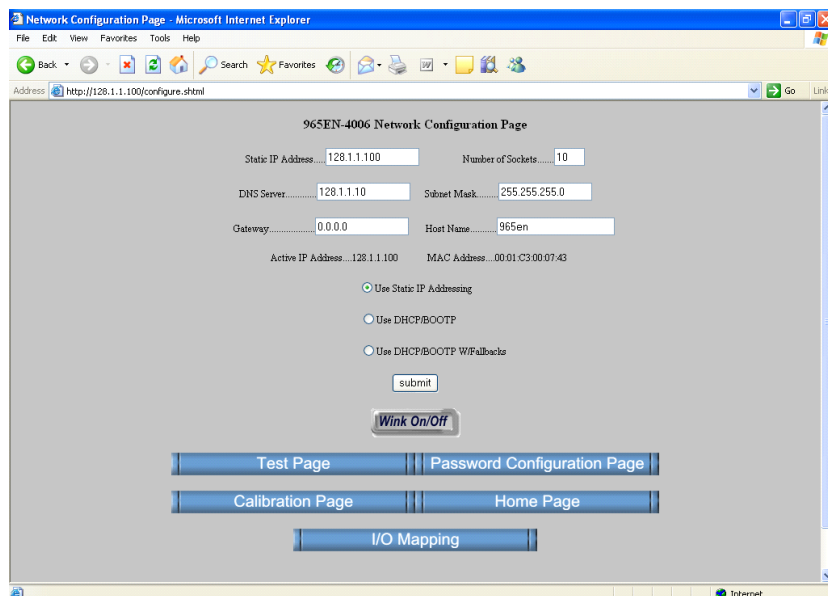 Network Configuration Page - Microsoft Internet Explorer
File Edit View Favorites Tools Help
Back Search Favorites
Address http://128.1.1.100/configure.shtml Go Link
965EN-4006 Network Configuration Page
Static IP Address..... 128.1.1.100 Number of Sockets....... 10
DNS Server............. 128.1.1.10 Subnet Mask......... 255.255.255.0
Gateway................... 0.0.0.0 Host Name........... 965en
Active IP Address....128.1.1.100 MAC Address....00:01:C3:00:07:43
Use Static IP Addressing
Use DHCP/BOOTP
Use DHCP/BOOTP W/Fallbacks
submit
Wink On/Off
Test Page Password Configuration Page
Calibration Page Home Page
I/O Mapping
Internet